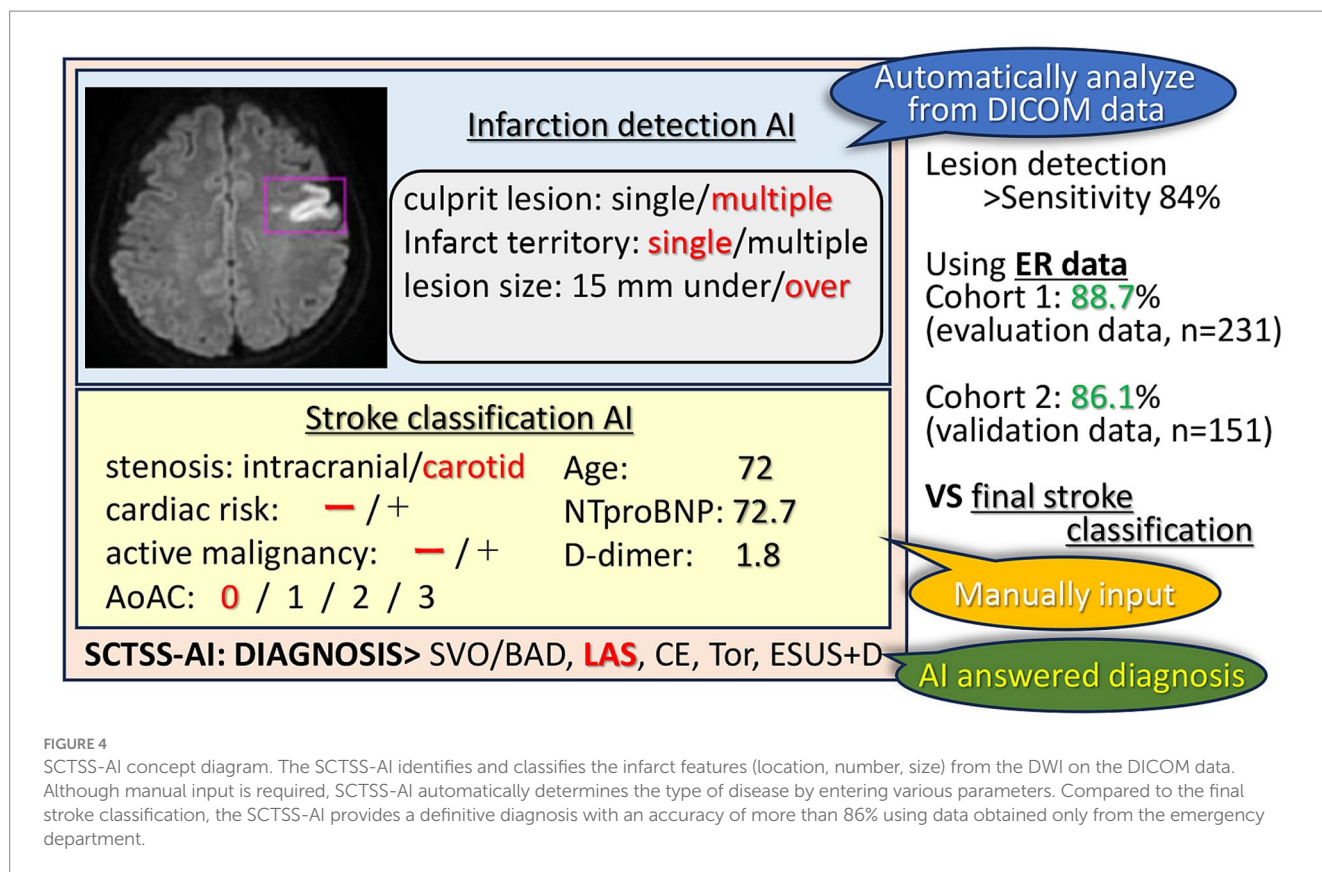 Automatically analyze
from DICOM data
Infarction detection AI
culprit lesion: single/multiple
Infarct territory: single/multiple
lesion size: 15 mm under/over
Lesion detection
>Sensitivity 84%
Using ER data
Cohort 1: 88.7%
(evaluation data, n=231)
Cohort 2: 86.1%
(validation data, n=151)
VS final stroke
classification
Stroke classification AI
stenosis: intracranial/carotid
cardiac risk: − / +
active malignancy: − / +
AoAC: 0 / 1 / 2 / 3
Age: 72
NTproBNP: 72.7
D-dimer: 1.8
Manually input
SCTSS-AI: DIAGNOSIS> SVO/BAD, LAS, CE, Tor, ESUS+D
AI answered diagnosis
FIGURE 4
SCTSS-AI concept diagram. The SCTSS-AI identifies and classifies the infarct features (location, number, size) from the DWI on the DICOM data.
Although manual input is required, SCTSS-AI automatically determines the type of disease by entering various parameters. Compared to the final
stroke classification, the SCTSS-AI provides a definitive diagnosis with an accuracy of more than 86% using data obtained only from the emergency
department.